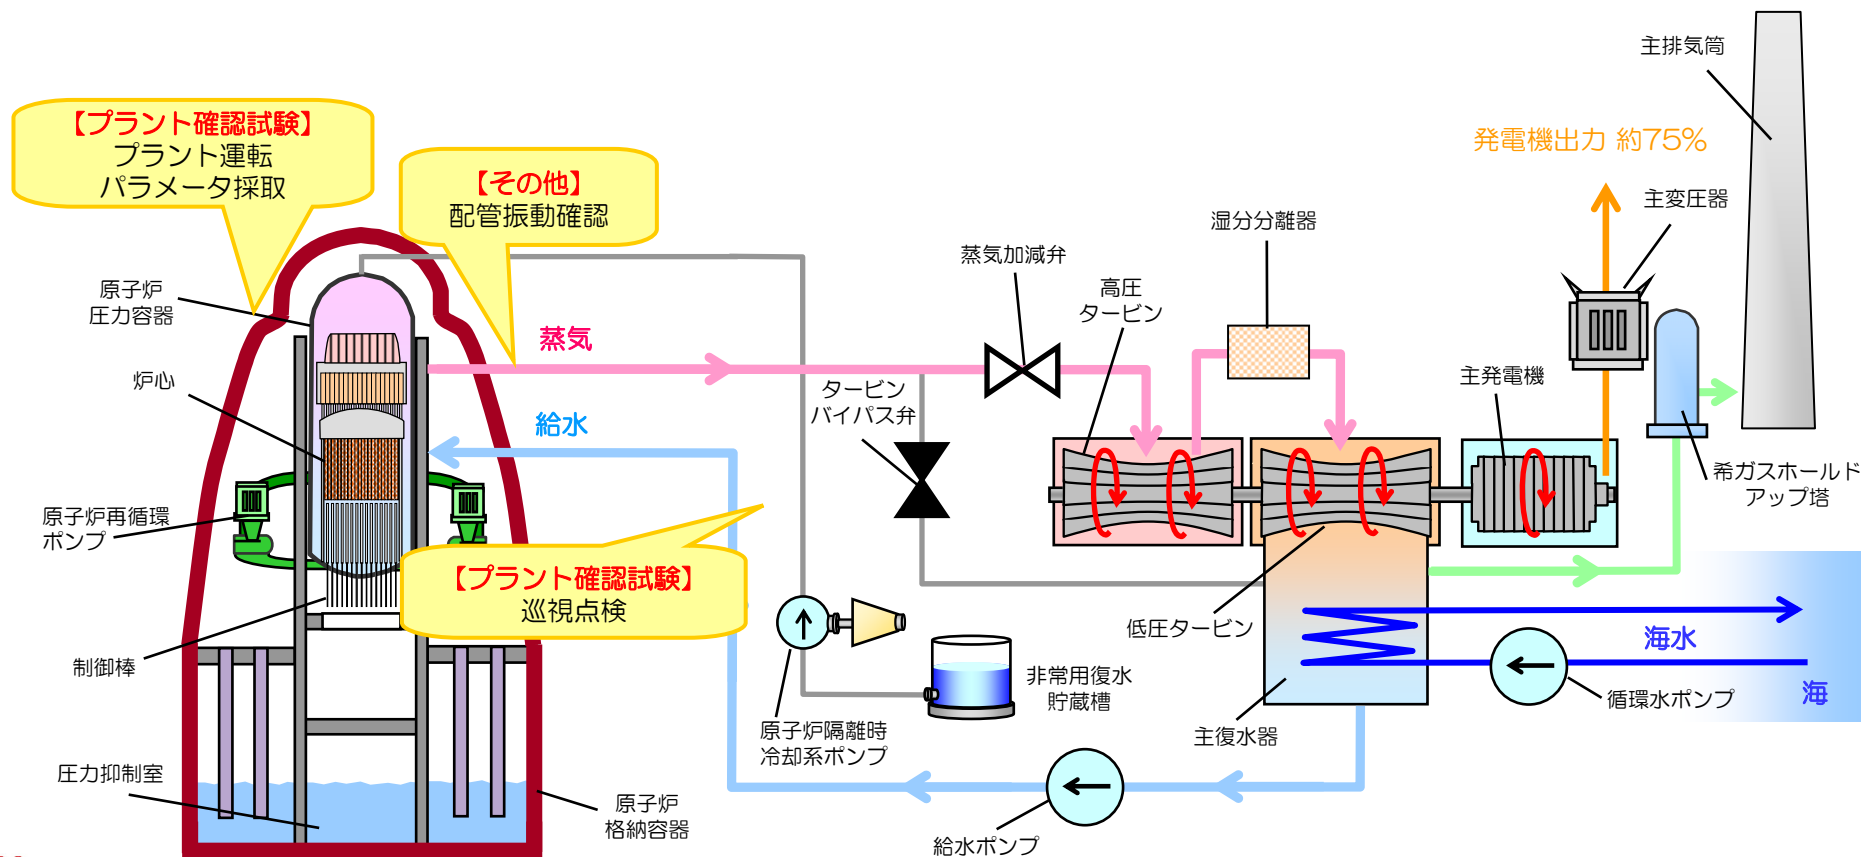 【プラント確認試験】
プラント運転
パラメータ採取
【その他】
配管振動確認
原子炉
圧力容器
炉心
原子炉再循環
ポンプ
制御棒
圧力抑制室
原子炉
格納容器
蒸気
給水
【プラント確認試験】
巡視点検
原子炉隔離時
冷却系ポンプ
非常用復水
貯蔵槽
タービン
バイパス弁
蒸気加減弁
高圧
タービン
湿分分離器
低圧タービン
主復水器
給水ポンプ
主発電機
発電機出力 約75%
主変圧器
主排気筒
希ガスホールド
アップ塔
海水
海
循環水ポンプ